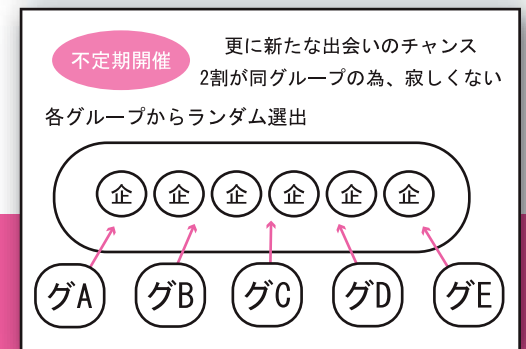 不定期開催
更に新たな出会いのチャンス
2割が同グループの為、寂しくない
各グループからランダム選出
企 企 企 企 企 企
グA グB グC グD グE